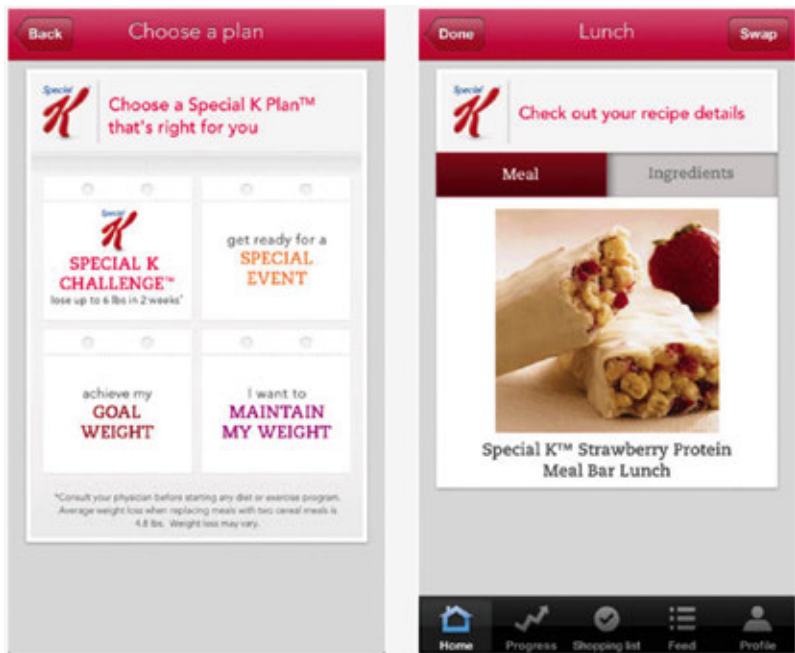 Back
Choose a plan
Special
K
Choose a Special K Plan™
that's right for you
Special
K
SPECIAL K
CHALLENGE™
lose up to 6 lbs in 2 weeks*
get ready for a
SPECIAL
EVENT
achieve my
GOAL
WEIGHT
I want to
MAINTAIN
MY WEIGHT
*Consult your physician before starting any diet or exercise program.
Average weight loss when replacing meals with two cereal meals is
4.8 lbs. Weight loss may vary.
Done
Lunch
Swap
Special
K
Check out your recipe details
Meal
Ingredients
Special K™ Strawberry Protein
Meal Bar Lunch
Home
Progress
Shopping list
Feed
Profile